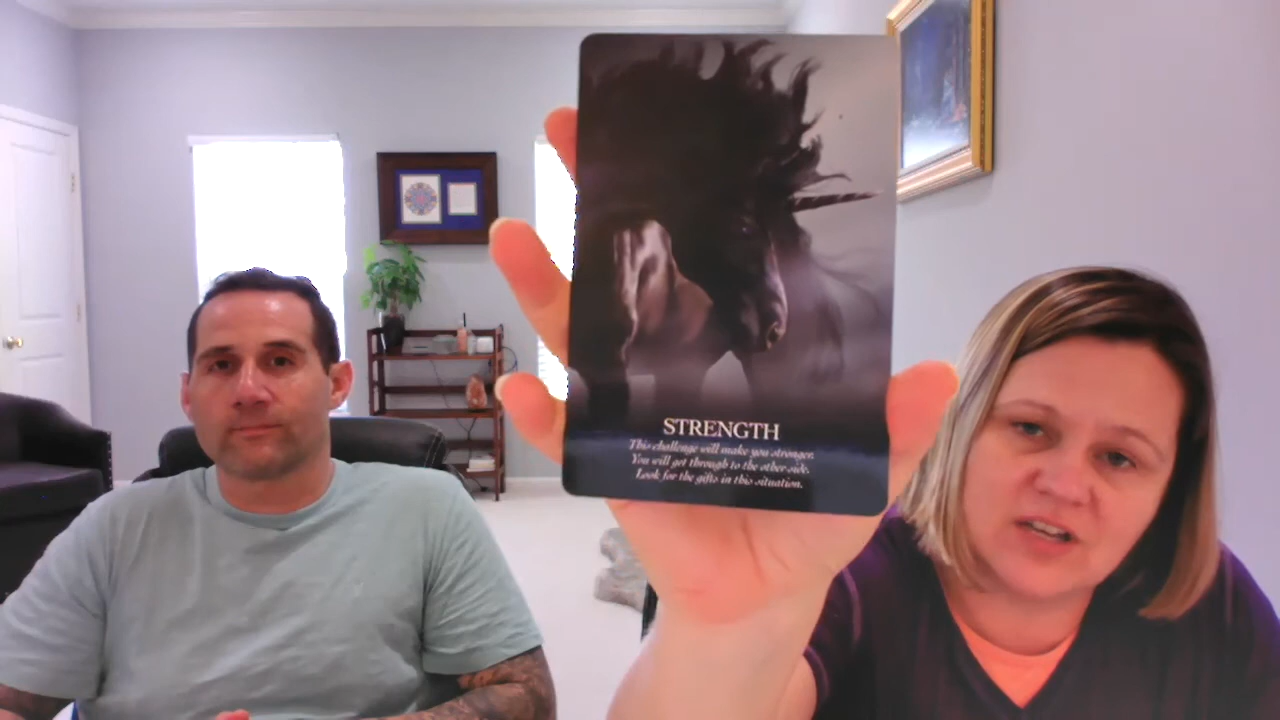 STRENGTH
This challenge will make you stronger.
You will get through to the other side.
Look for the gifts in this situation.